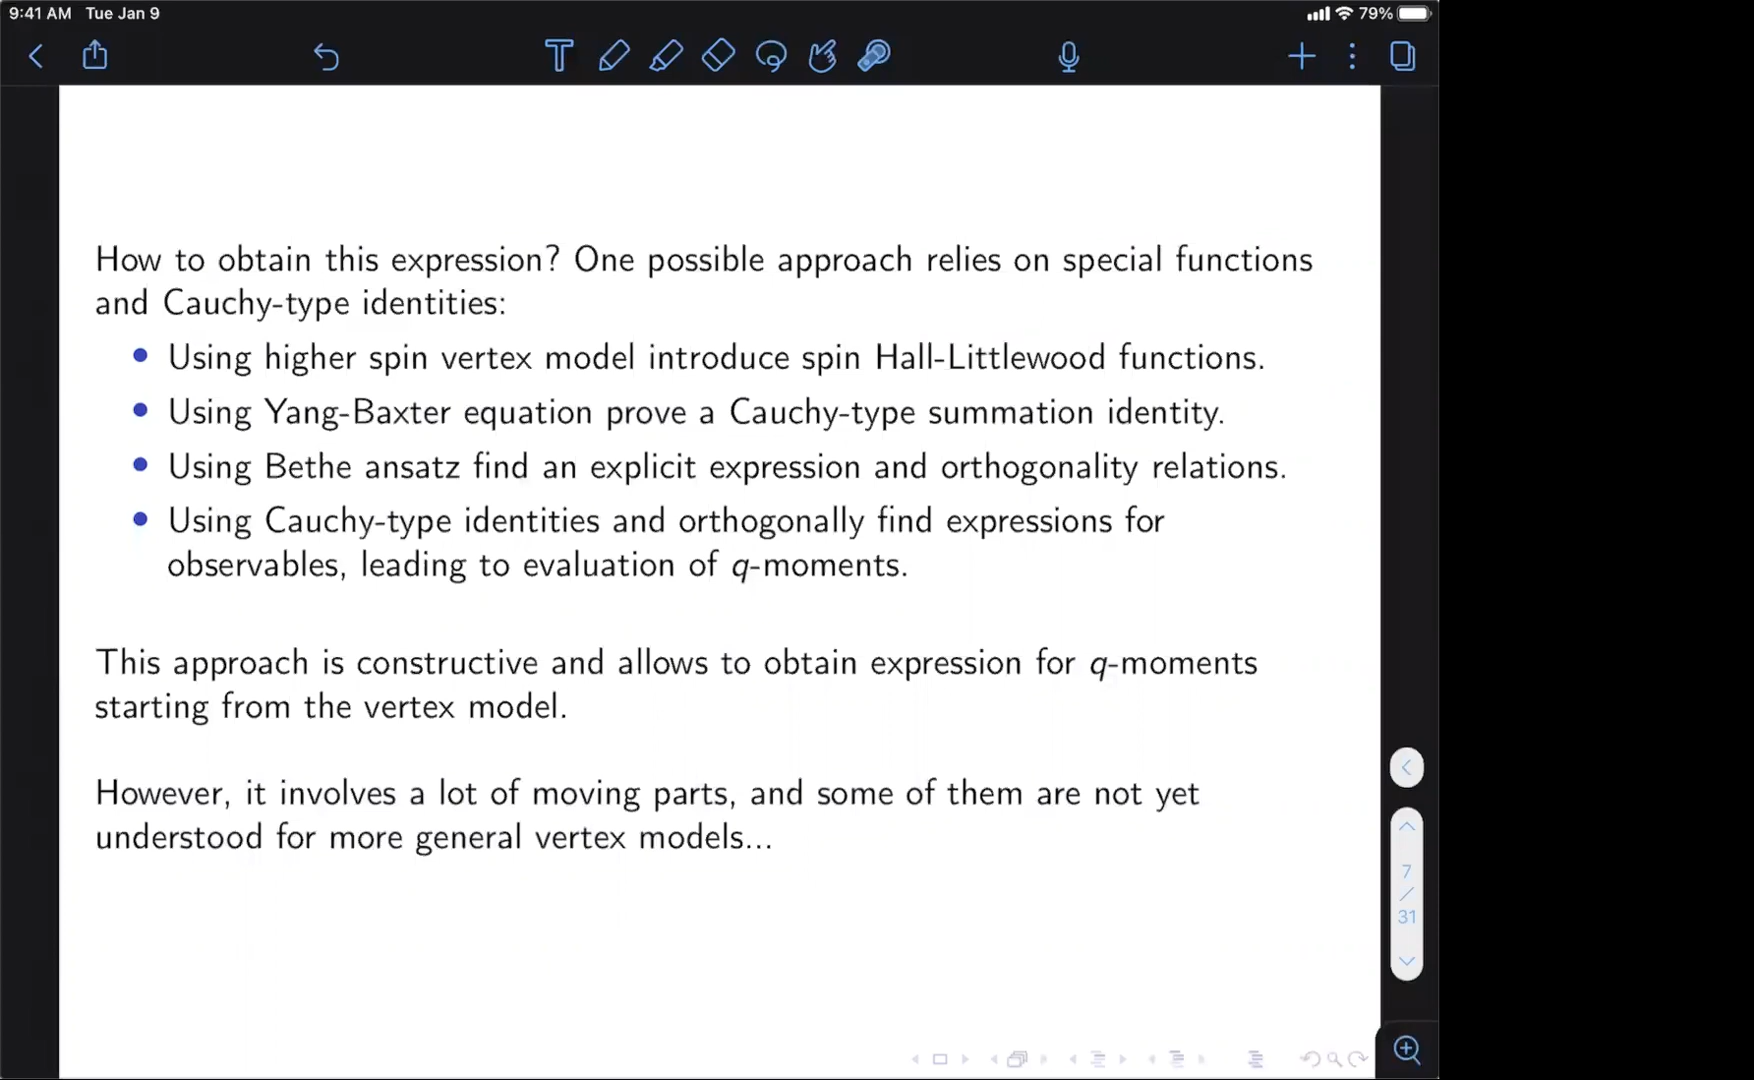 9:41 AM Tue Jan 9
79%
How to obtain this expression? One possible approach relies on special functions
and Cauchy-type identities:
• Using higher spin vertex model introduce spin Hall-Littlewood functions.
• Using Yang-Baxter equation prove a Cauchy-type summation identity.
• Using Bethe ansatz find an explicit expression and orthogonality relations.
• Using Cauchy-type identities and orthogonally find expressions for
observables, leading to evaluation of q-moments.
This approach is constructive and allows to obtain expression for q-moments
starting from the vertex model.
However, it involves a lot of moving parts, and some of them are not yet
understood for more general vertex models...
7
/
31